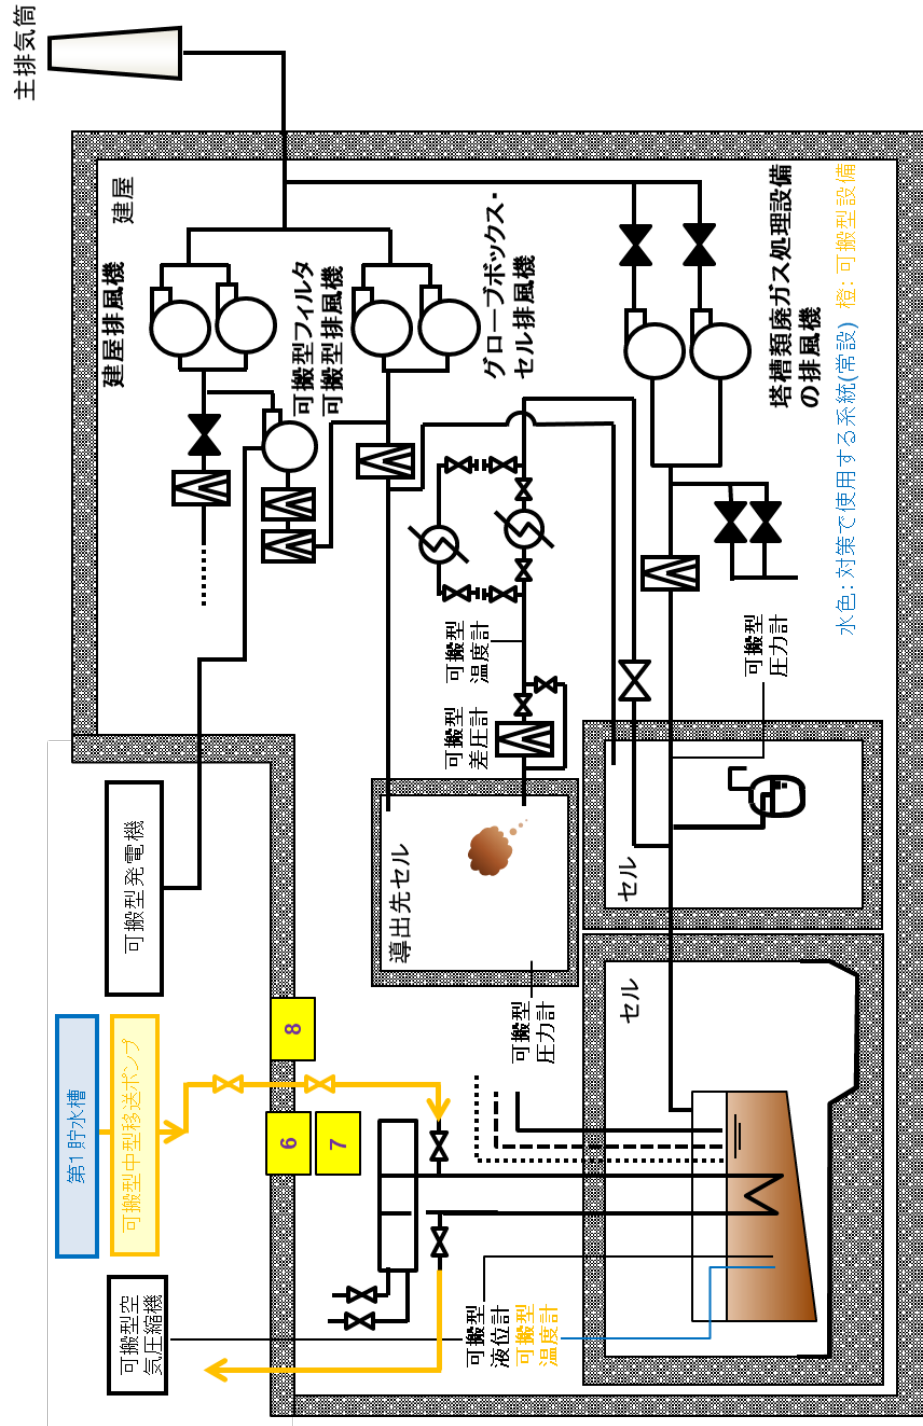 主排気筒
建屋
建屋排風機
可搬型フィルタ
可搬型排風機
グローブボックス・
セル排風機
塔槽類廃ガス処理設備
の排風機
水色：対策で使用する系統(常設)
橙：可搬型設備
可搬型
温度計
可搬型
差圧計
可搬型
圧力計
可搬型発電機
導出先セル
セル
可搬型
圧力計
セル
第1貯水槽
可搬型中型移送ポンプ
8
6
7
可搬型空
気圧縮機
可搬型
液位計
可搬型
温度計